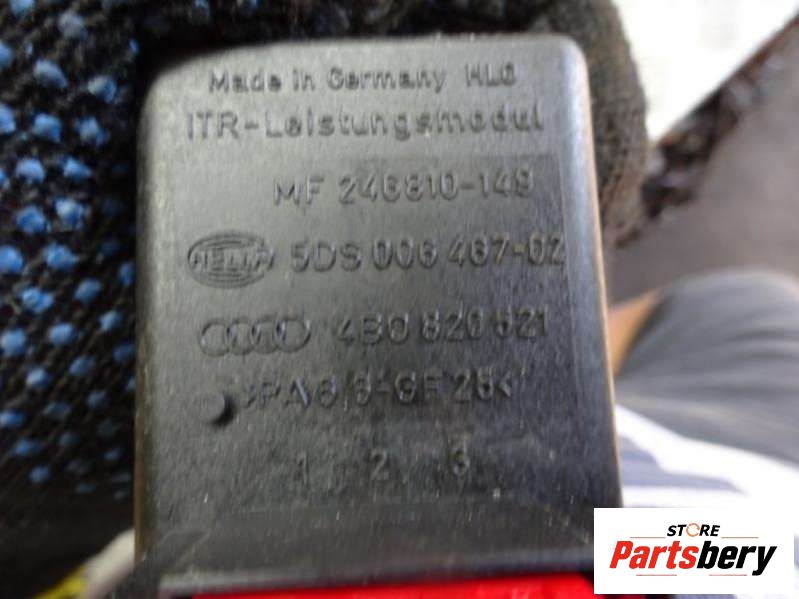 Made in Germany HLG
ITR-Leistungsmodul
MF 246810-149
HELLA 5DS 006 467-02
4B0 820 521
>PA6/6-GF25<
1 2 3
STORE
Partsbery